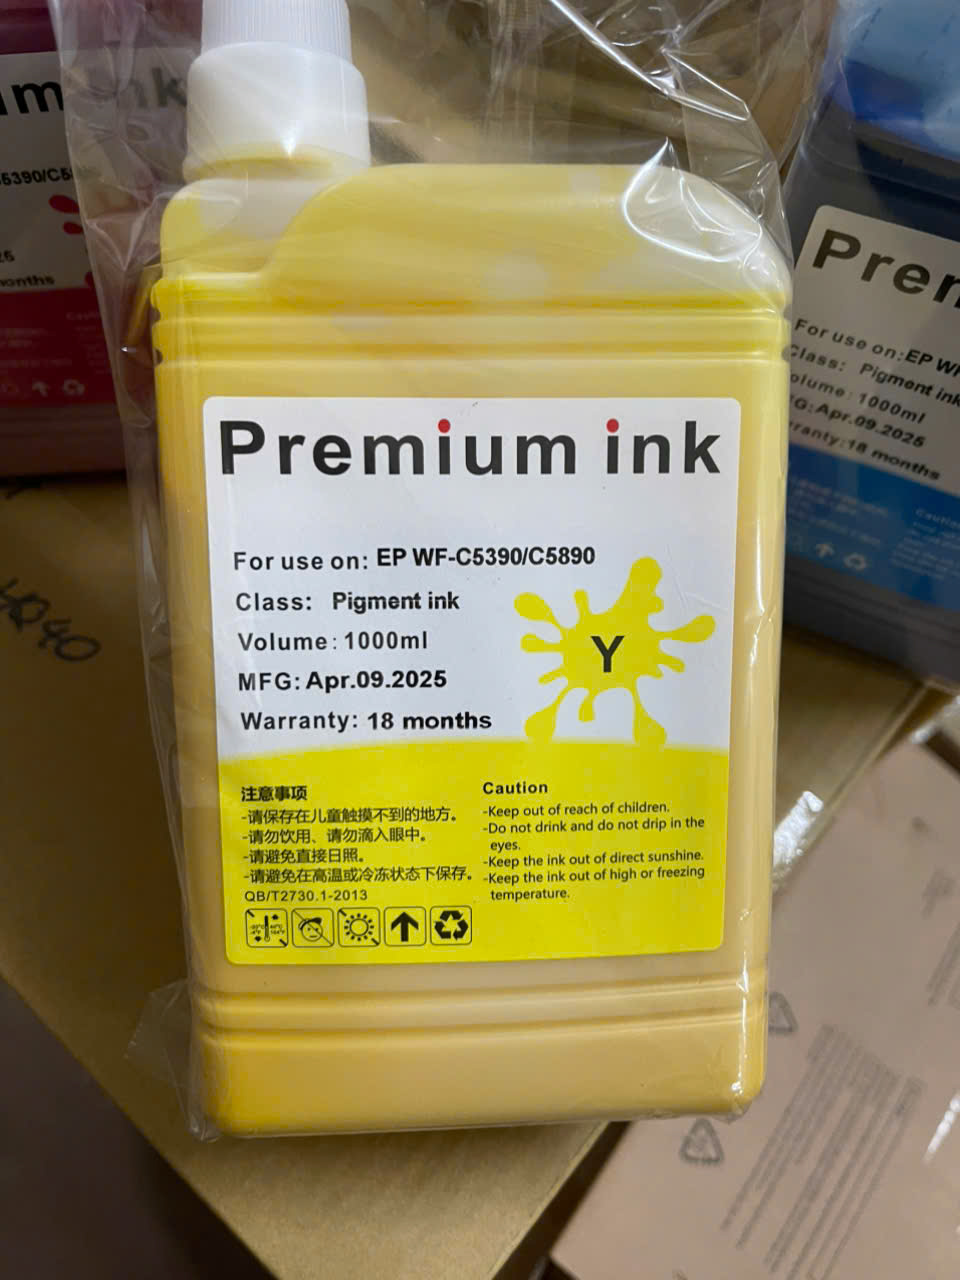 Premium ink
For use on: EP WF-C5390/C5890
Class: Pigment ink
Volume: 1000ml
MFG: Apr.09.2025
Warranty: 18 months
Y
注意事项
-请保存在儿童触摸不到的地方。
-请勿饮用、请勿滴入眼中。
-请避免直接日照。
-请避免在高温或冷冻状态下保存。
QB/T2730.1-2013
Caution
-Keep out of reach of children.
-Do not drink and do not drip in the
eyes.
-Keep the ink out of direct sunshine.
-Keep the ink out of high or freezing
temperature.
For use on: EP
Class: Pigment ink
1000ml
Apr.09.2025
18 months
months